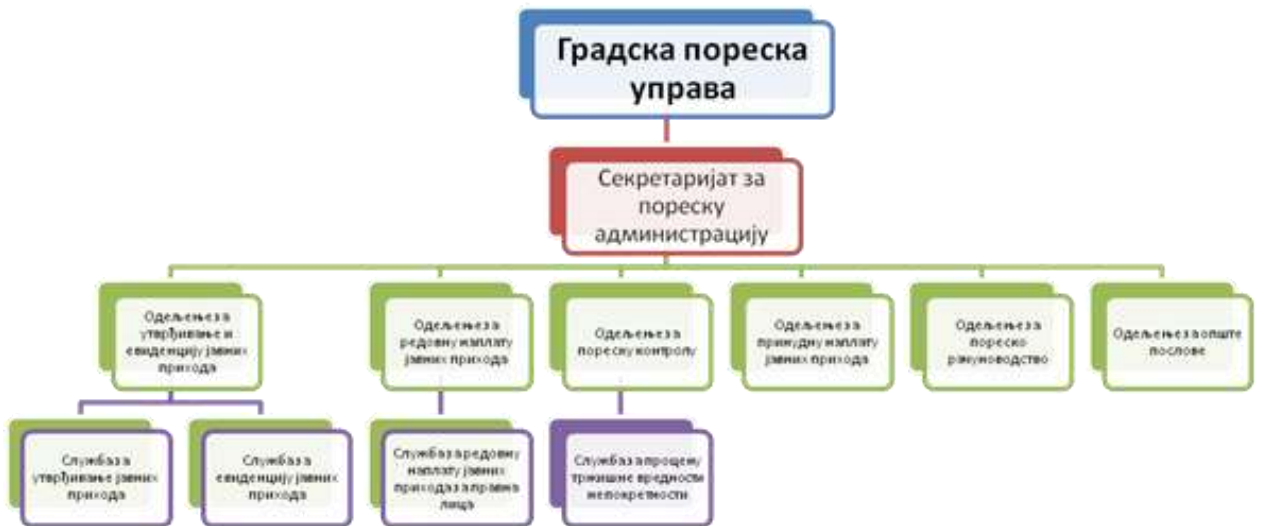 Градска пореска
управа
Секретаријат за
пореску
администрацију
Одељење за
утврђивање и
евиденцију јавних
прихода
Одељење за
редовну наплату
јавних прихода
Одељење за
пореску контролу
Одељење за
принудну наплату
јавних прихода
Одељење за
пореско
рачуноводство
Одељење за опште
послове
Служба за
утврђивање јавних
прихода
Служба за
евиденцију јавних
прихода
Служба за редовну
наплату јавних
прихода за правна
лица
Служба за процену
тржишне вредности
непокретности